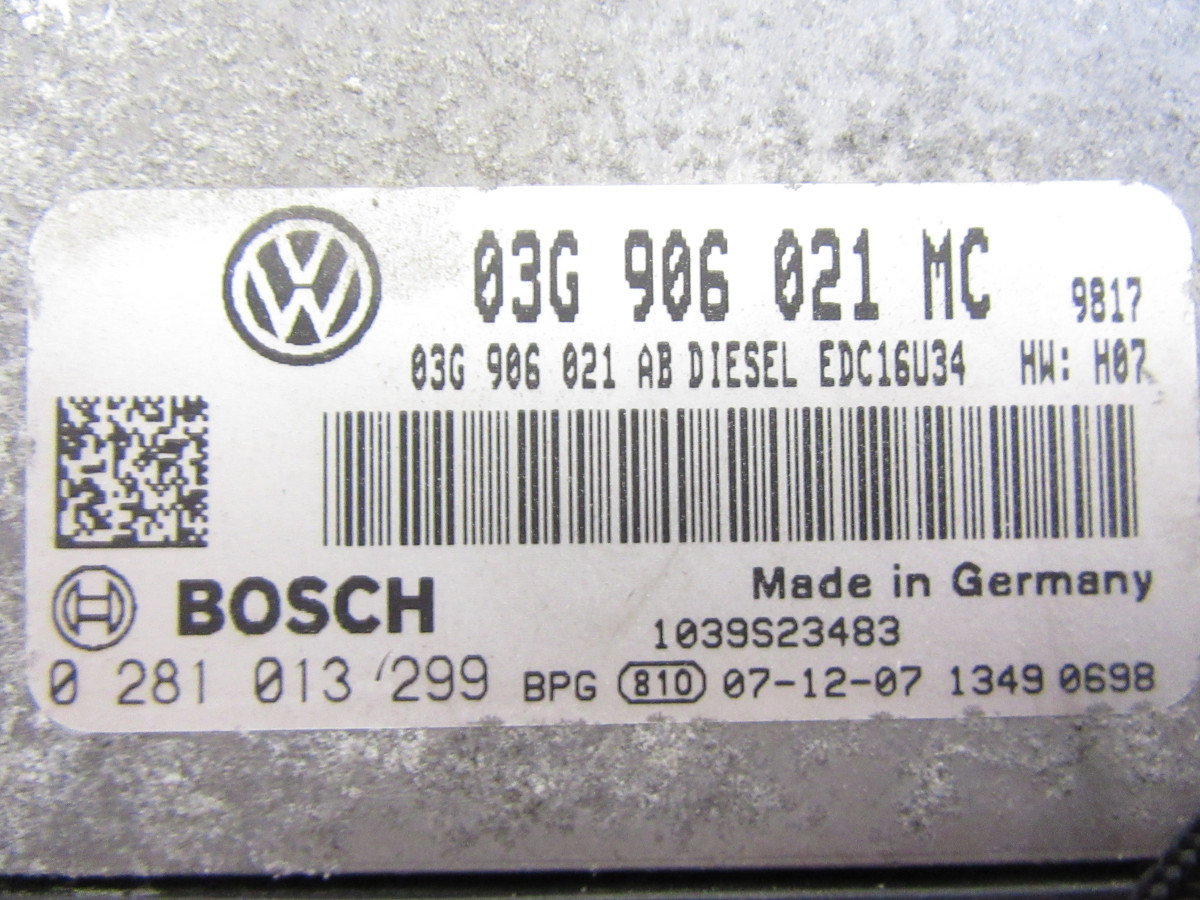 03G 906 021 MC 9817
03G 906 021 AB DIESEL EDC16U34 HW: H07
BOSCH
Made in Germany
1039S23483
0 281 013 299 BPG 810 07-12-07 1349 0698